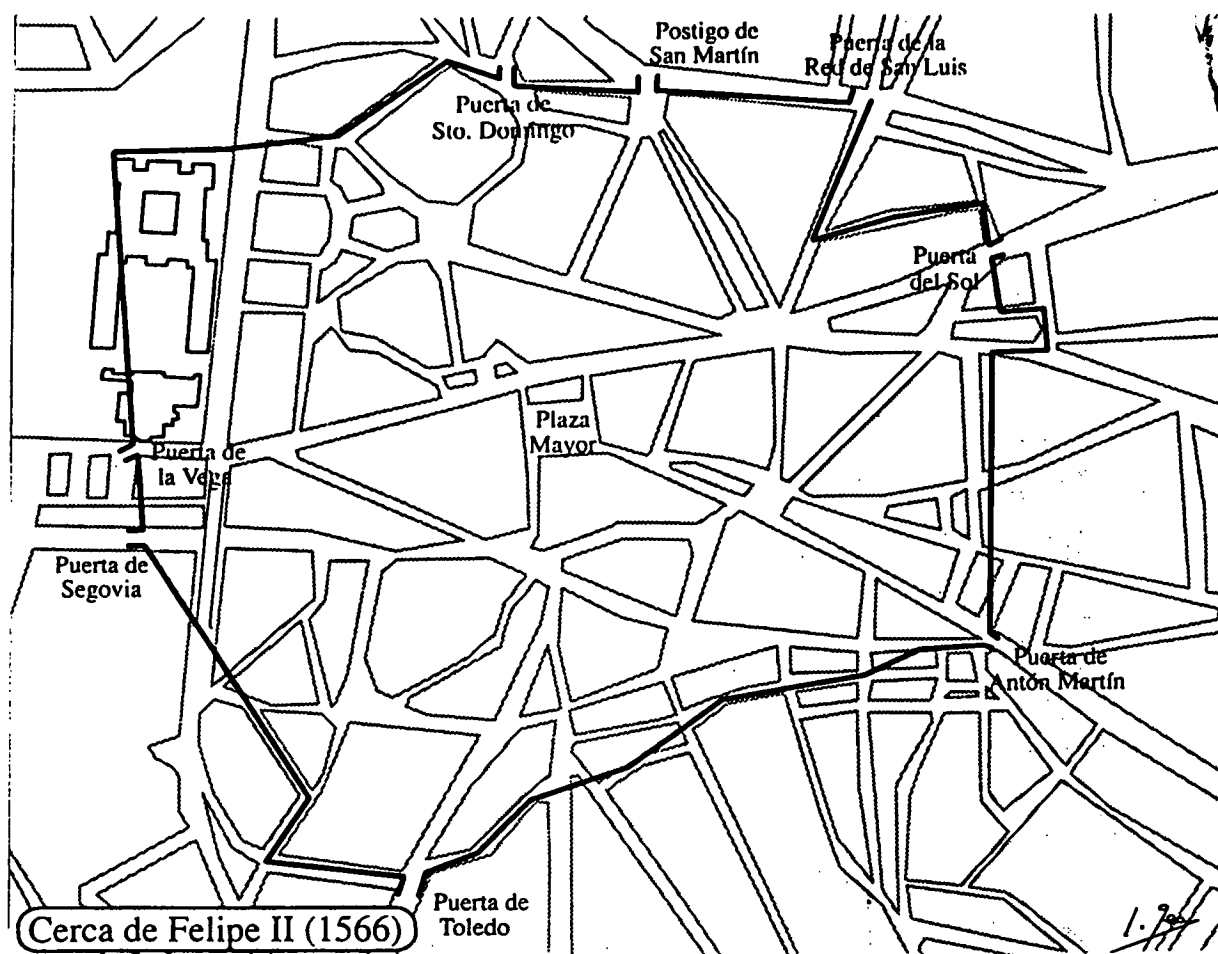 Postigo de
San Martín
Puerta de la
Red de San Luis
Puerta de
Sto. Domingo
Puerta
del Sol
Plaza
Mayor
Puerta de
la Vega
Puerta de
Segovia
Puerta de
Antón Martín
Puerta de
Toledo
Cerca de Felipe II (1566)